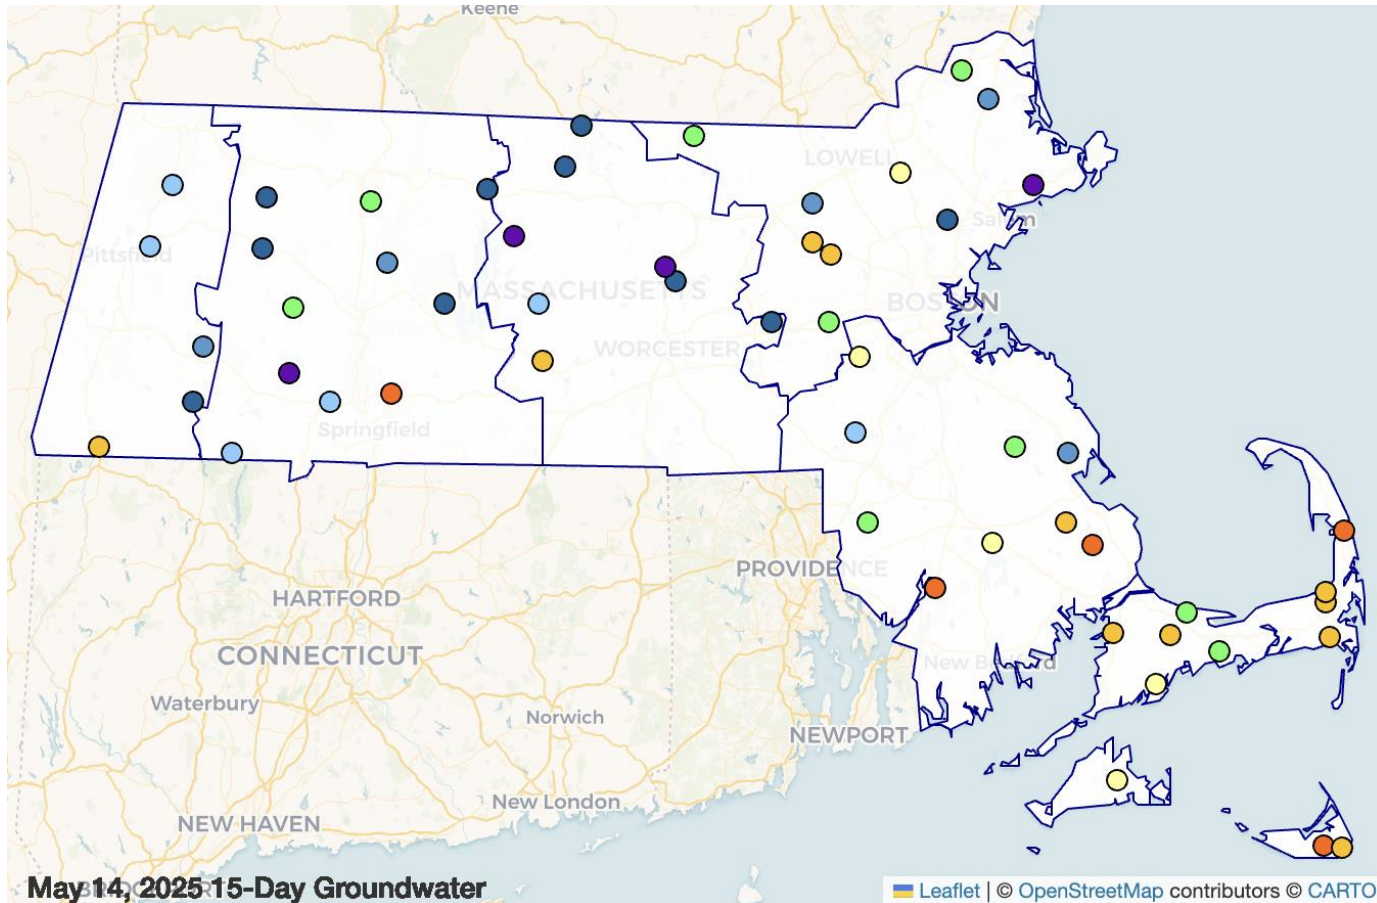 Keene
LOWELL
Salem
Pittsfield
MASSACHUSETTS
BOSTON
WORCESTER
Springfield
PROVIDENCE
HARTFORD
CONNECTICUT
New Bedford
Waterbury
Norwich
NEWPORT
New London
NEW HAVEN
May 14, 2025 15-Day Groundwater
Leaflet | © OpenStreetMap contributors © CARTO